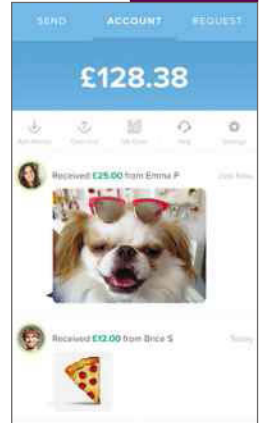 SEND ACCOUNT REQUEST
£128.38
Help Settings
Received £25.00 from Emma P Just Now
Received £12.00 from Brice S Today